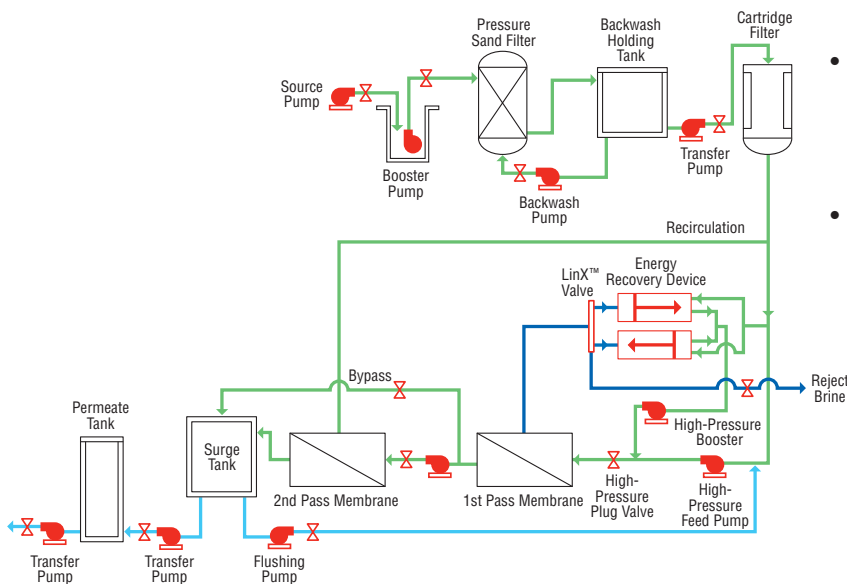 Pressure
Sand Filter
Backwash
Holding
Tank
Cartridge
Filter
Source
Pump
Booster
Pump
Backwash
Pump
Transfer
Pump
Recirculation
LinX™
Valve
Energy
Recovery Device
Bypass
Reject
Brine
Permeate
Tank
Surge
Tank
High-Pressure
Booster
2nd Pass Membrane
1st Pass Membrane
High-
Pressure
Plug Valve
High-
Pressure
Feed Pump
Transfer
Pump
Transfer
Pump
Flushing
Pump